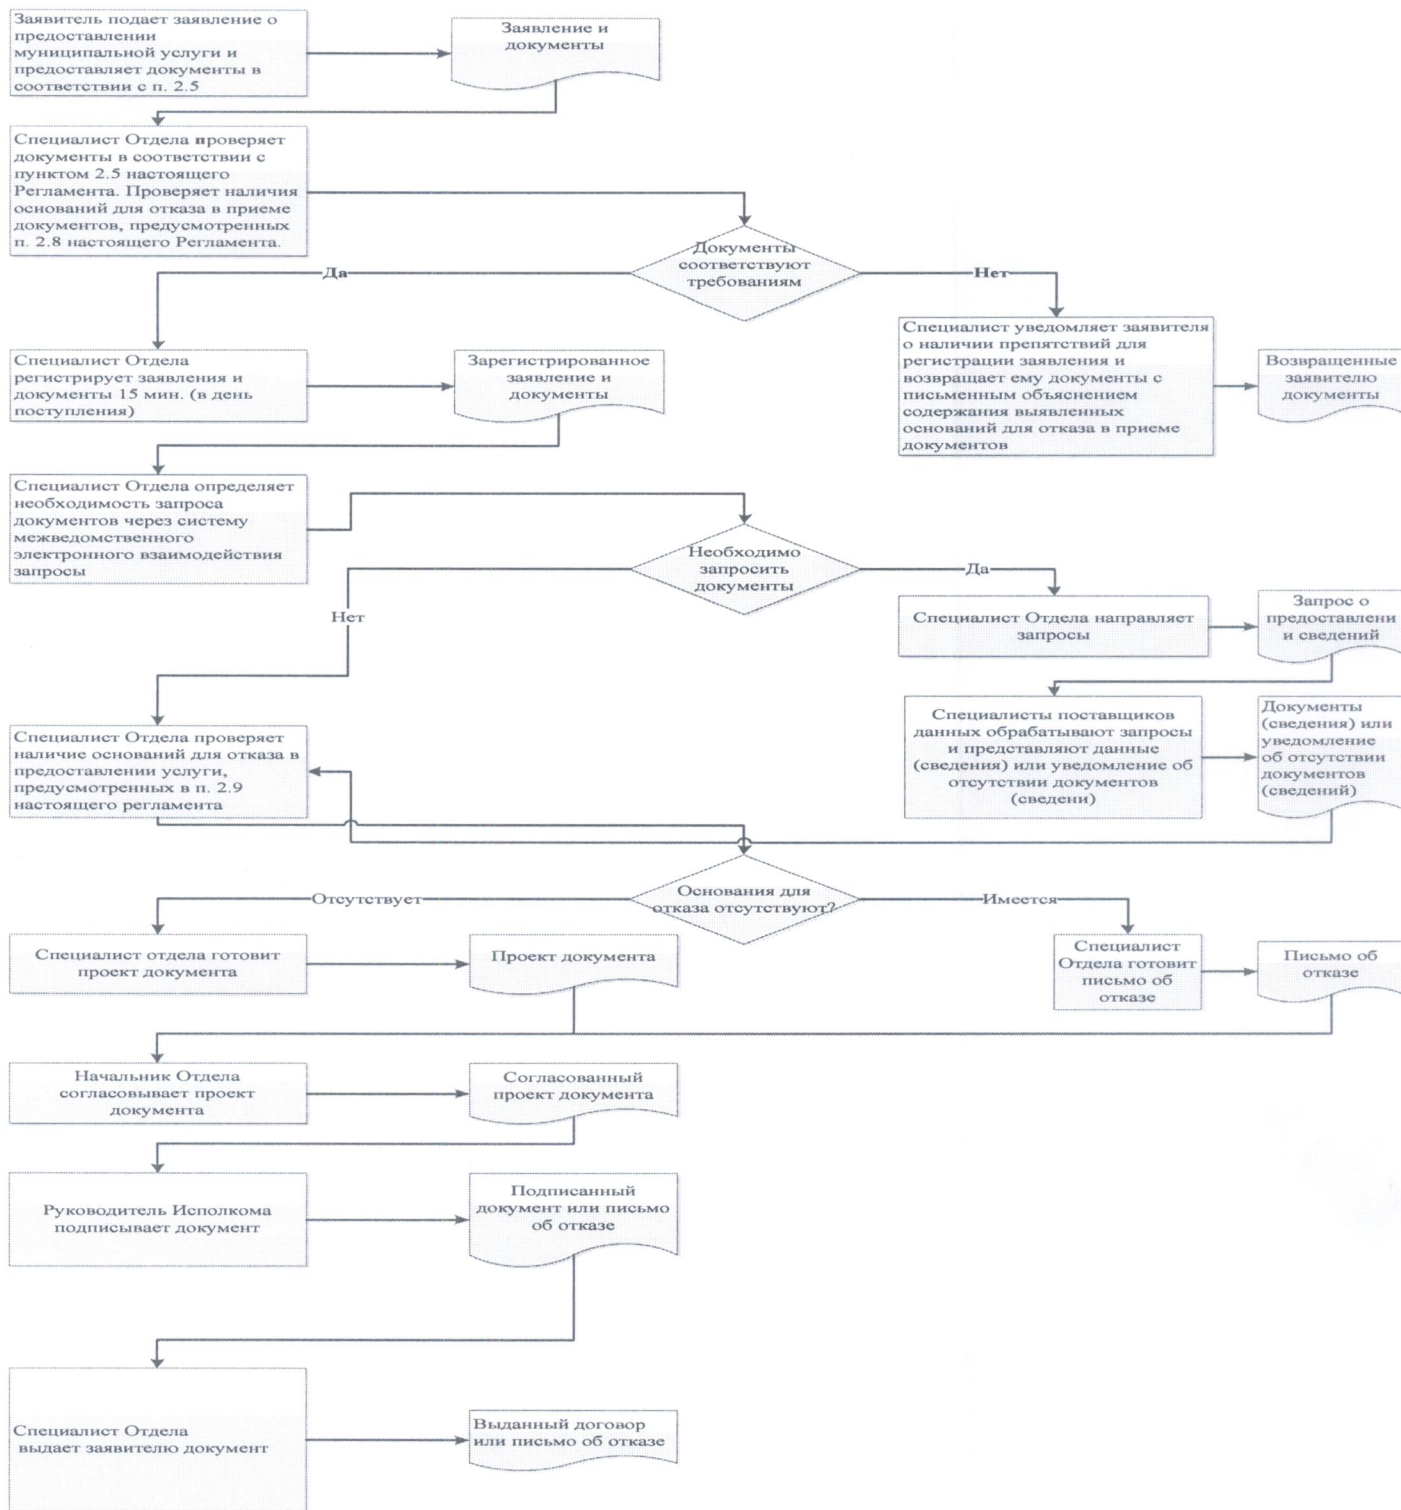 Заявитель подает заявление о
предоставлении
муниципальной услуги и
предоставляет документы в
соответствии с п. 2.5
Заявление и
документы
Специалист Отдела проверяет
документы в соответствии с
пунктом 2.5 настоящего
Регламента. Проверяет наличия
оснований для отказа в приеме
документов, предусмотренных
п. 2.8 настоящего Регламента.
Документы
соответствуют
требованиям
Да
Нет
Специалист Отдела
регистрирует заявления и
документы 15 мин. (в день
поступления)
Зарегистрированное
заявление и
документы
Специалист уведомляет заявителя
о наличии препятствий для
регистрации заявления и
возвращает ему документы с
письменным объяснением
содержания выявленных
оснований для отказа в приеме
документов
Возвращенные
заявителю
документы
Специалист Отдела определяет
необходимость запроса
документов через систему
межведомственного
электронного взаимодействия
запросы
Необходимо
запросить
документы
Да
Нет
Специалист Отдела направляет
запросы
Запрос о
предоставлени
и сведений
Специалист Отдела проверяет
наличие оснований для отказа в
предоставлении услуги,
предусмотренных в п. 2.9
настоящего регламента
Специалисты поставщиков
данных обрабатывают запросы
и представляют данные
(сведения) или уведомление об
отсутствии документов
(сведени)
Документы
(сведения) или
уведомление
об отсутствии
документов
(сведений)
Основания для
отказа отсутствуют?
Отсутствует
Имеется
Специалист отдела готовит
проект документа
Проект документа
Специалист
Отдела готовит
письмо об
отказе
Письмо об
отказе
Начальник Отдела
согласовывает проект
документа
Согласованный
проект документа
Руководитель Исполкома
подписывает документ
Подписанный
документ или письмо
об отказе
Специалист Отдела
выдает заявителю документ
Выданный договор
или письмо об отказе